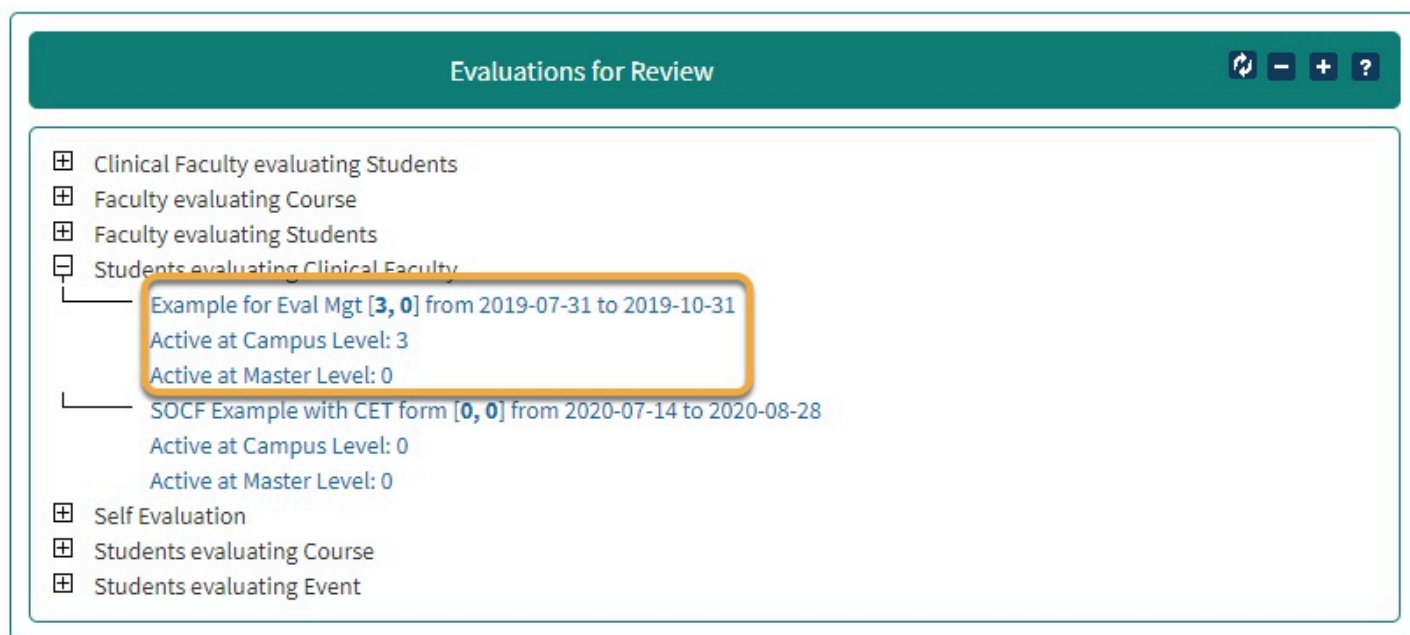 Evaluations for Review
Clinical Faculty evaluating Students
Faculty evaluating Course
Faculty evaluating Students
Students evaluating Clinical Faculty
Example for Eval Mgt [3, 0] from 2019-07-31 to 2019-10-31
Active at Campus Level: 3
Active at Master Level: 0
SOCF Example with CET form [0, 0] from 2020-07-14 to 2020-08-28
Active at Campus Level: 0
Active at Master Level: 0
Self Evaluation
Students evaluating Course
Students evaluating Event